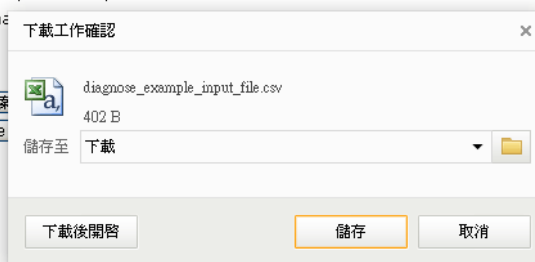 下載工作確認
diagnose_example_input_file.csv
402 B
儲存至 下載
下載後開啓 儲存 取消